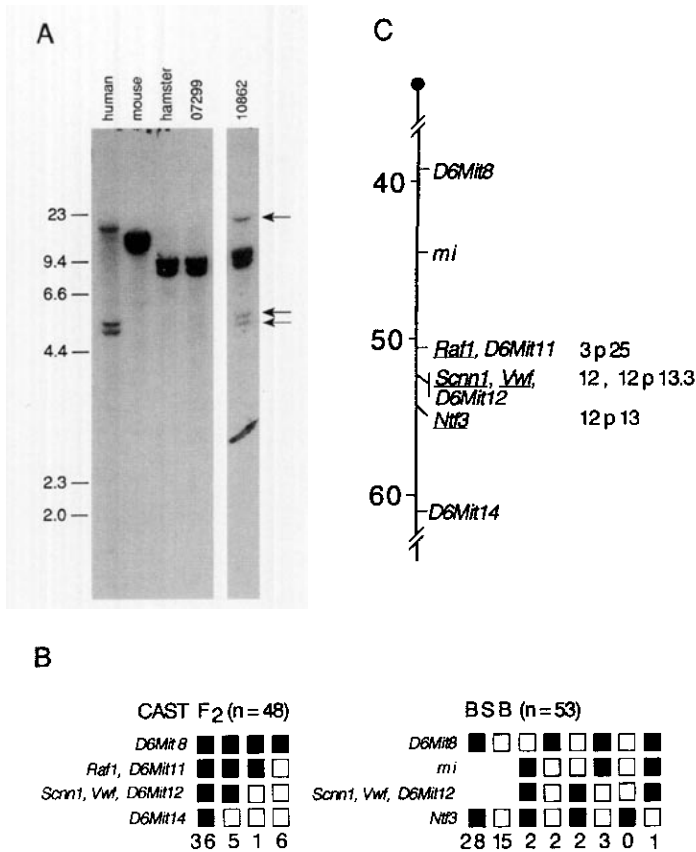 A
human
mouse
hamster
07299
10862
23
9.4
6.6
4.4
2.3
2.0
C
40
50
60
D6Mit8
mi
Raf1, D6Mit11 3p25
Scnn1, Vwf, 12, 12p13.3
D6Mit12
Ntf3 12p13
D6Mit14
B
CAST F2 (n=48)
D6Mit8
Raf1, D6Mit11
Scnn1, Vwf, D6Mit12
D6Mit14
36 5 1 6
BSB (n=53)
D6Mit8
mi
Scnn1, Vwf, D6Mit12
Ntf3
28 15 2 2 2 3 0 1